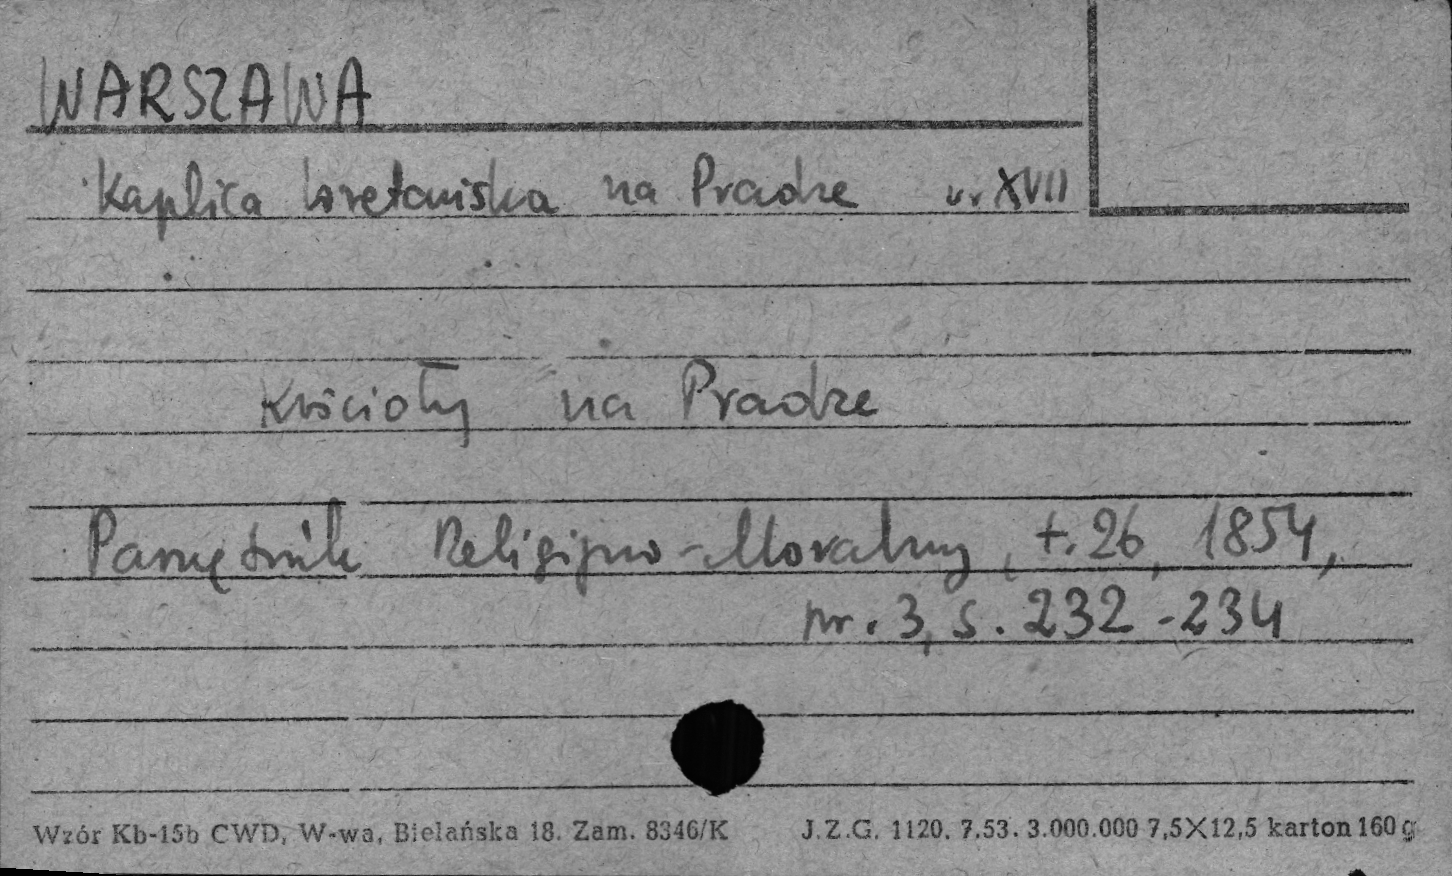 WARSZAWA
Kaplica loretańska na Pradze w. XVII
Kościoły na Pradze
Pamiętnik Religijno-Moralny, t. 26, 1854,
nr. 3, s. 232-234
Wzór Kb-15b CWD, W-wa, Bielańska 18. Zam. 8346/K J.Z.G. 1120. 7.53. 3.000.000 7,5×12,5 karton 160 g